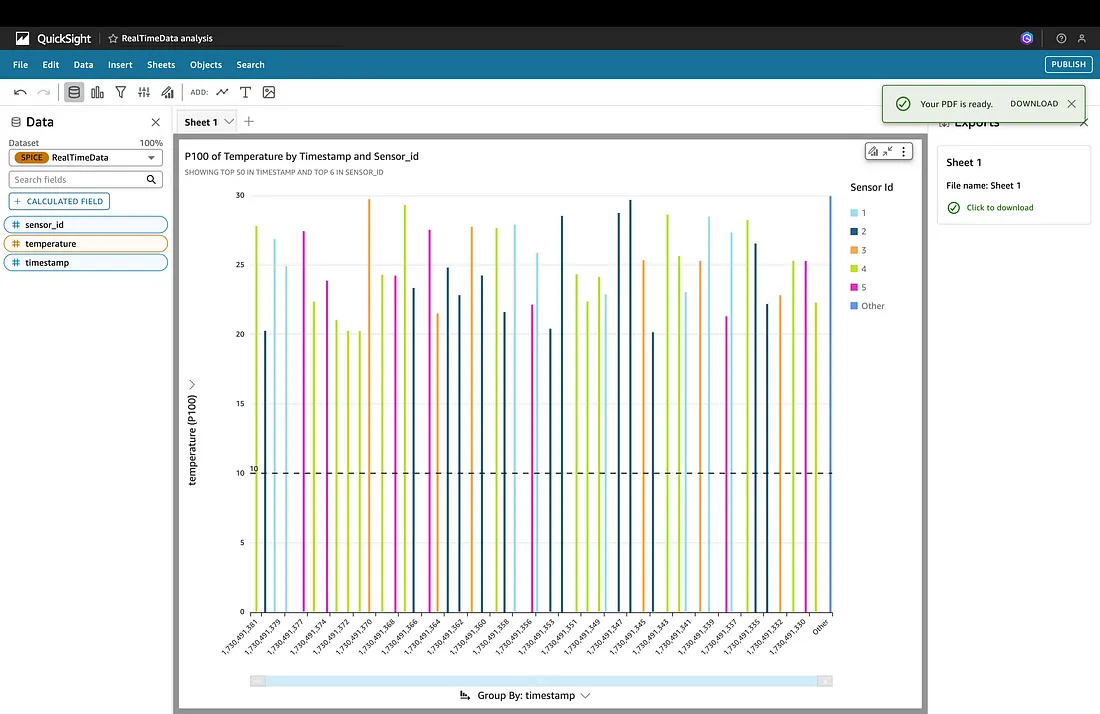 QuickSight
RealTimeData analysis
File Edit Data Insert Sheets Objects Search
PUBLISH
ADD:
Your PDF is ready. DOWNLOAD
Data
Dataset 100%
SPICE RealTimeData
Search fields
+ CALCULATED FIELD
# sensor_id
# temperature
# timestamp
Sheet 1
P100 of Temperature by Timestamp and Sensor_id
SHOWING TOP 50 IN TIMESTAMP AND TOP 6 IN SENSOR_ID
temperature (P100)
30
25
20
15
10
5
0
10
1,730,491,381
1,730,491,379
1,730,491,377
1,730,491,374
1,730,491,372
1,730,491,370
1,730,491,368
1,730,491,366
1,730,491,364
1,730,491,362
1,730,491,360
1,730,491,358
1,730,491,356
1,730,491,353
1,730,491,351
1,730,491,349
1,730,491,347
1,730,491,345
1,730,491,343
1,730,491,341
1,730,491,339
1,730,491,337
1,730,491,335
1,730,491,332
1,730,491,330
Other
Group By: timestamp
Sensor Id
1
2
3
4
5
Other
Exports
Sheet 1
File name: Sheet 1
Click to download